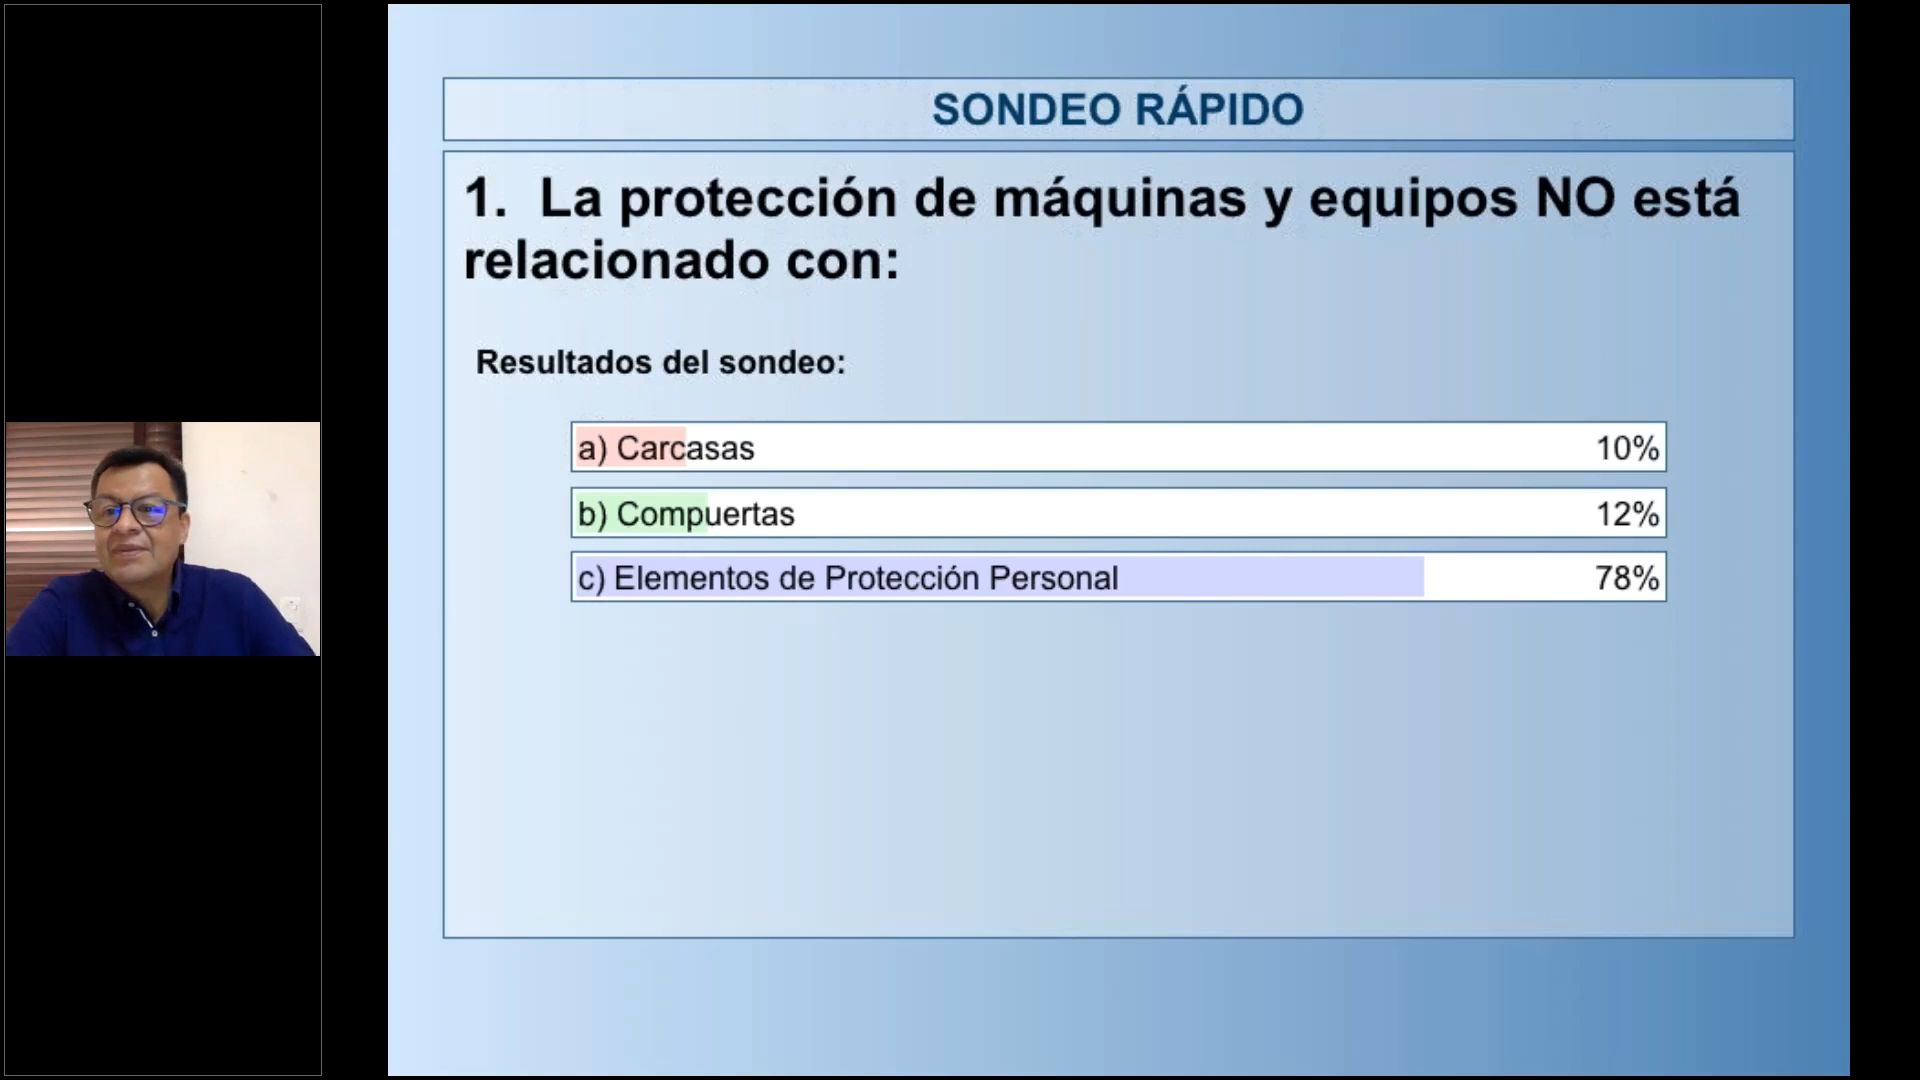 SONDEO RÁPIDO
1. La protección de máquinas y equipos NO está
relacionado con:
Resultados del sondeo:
a) Carcasas 10%
b) Compuertas 12%
c) Elementos de Protección Personal 78%